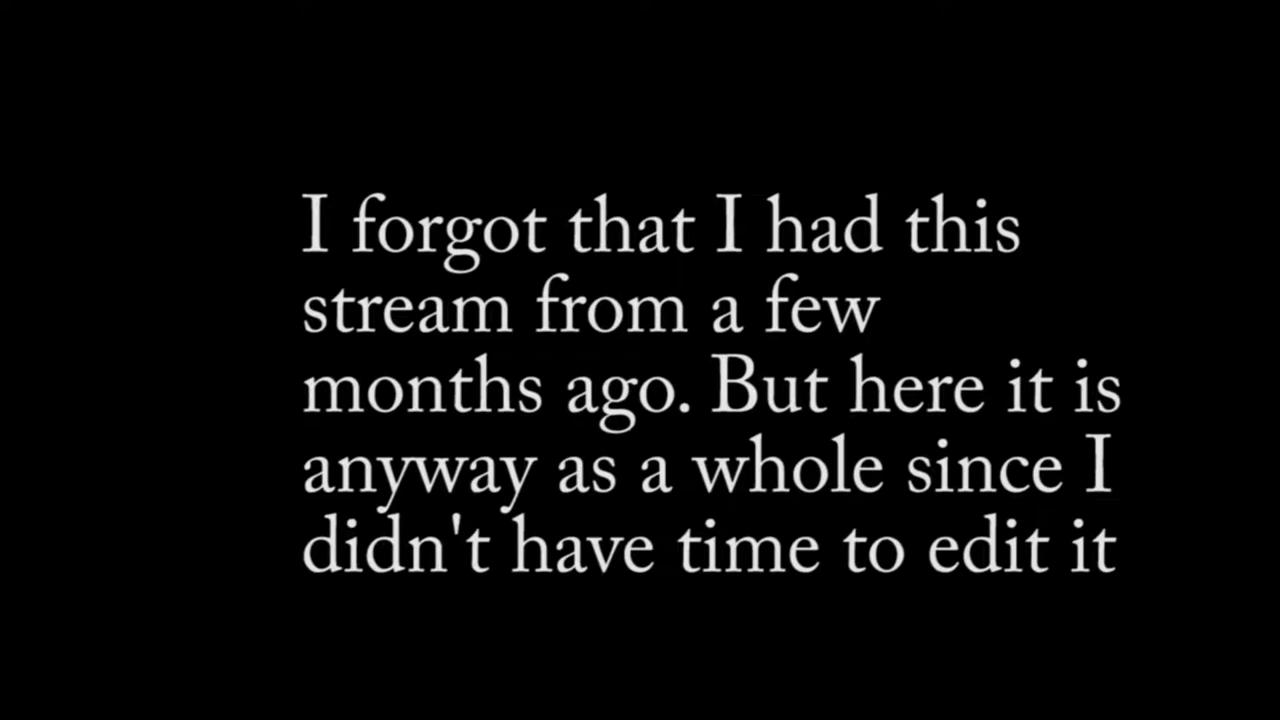 I forgot that I had this
stream from a few
months ago. But here it is
anyway as a whole since I
didn't have time to edit it